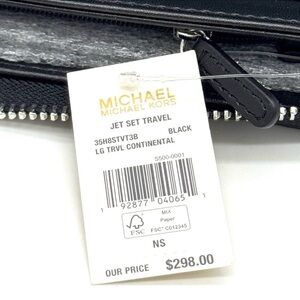 MICHAEL
MICHAEL KORS
JET SET TRAVEL
35H8STVT3B BLACK
LG TRVL CONTINENTAL
S500-0001
1 92877 04065 1
FSC
MIX
Paper
FSC® C012345
NS
OUR PRICE $298.00